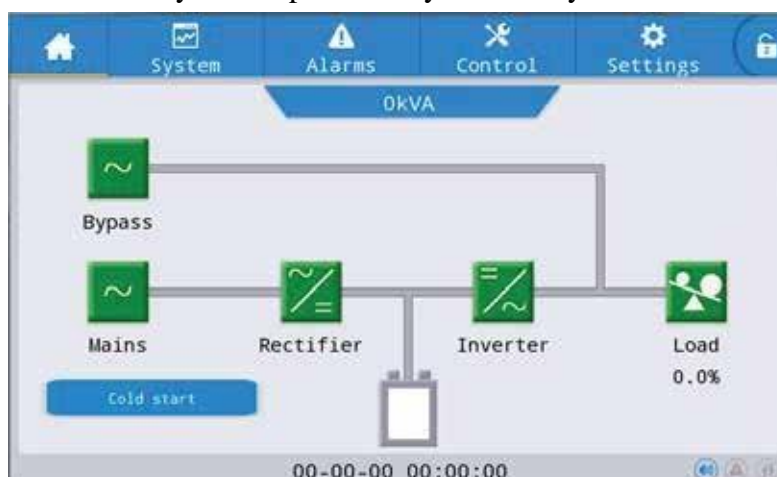 System Alarms Control Settings
0kVA
Bypass
Mains Rectifier Inverter Load
0.0%
Cold start
00-00-00 00:00:00